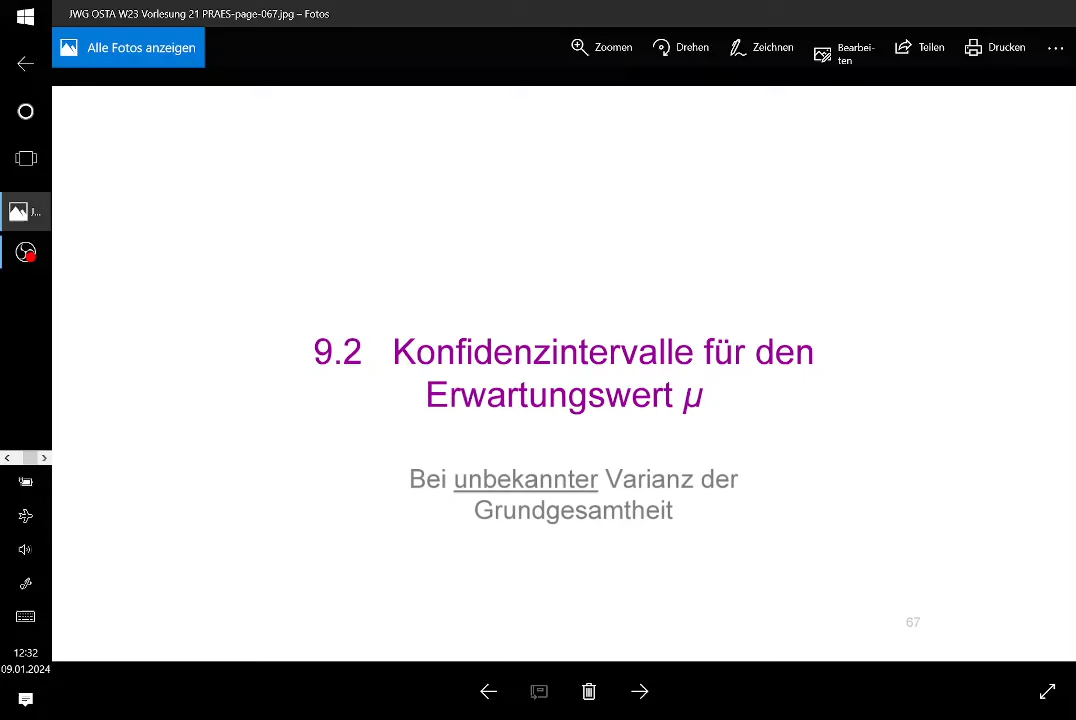 JWG OSTA W23 Vorlesung 21 PRAES-page-067.jpg – Fotos
Alle Fotos anzeigen
Zoomen
Drehen
Zeichnen
Bearbei-
ten
Teilen
Drucken
J...
9.2 Konfidenzintervalle für den
Erwartungswert μ
Bei unbekannter Varianz der
Grundgesamtheit
67
12:32
09.01.2024